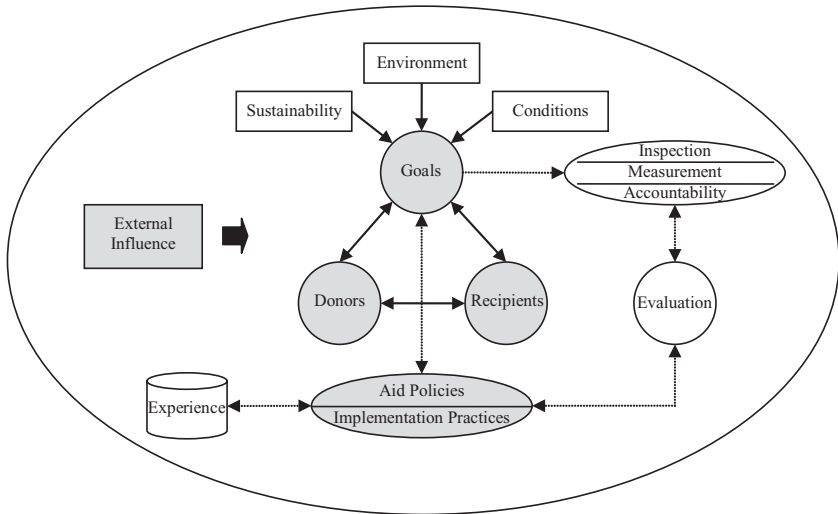 Environment
Sustainability
Conditions
Goals
Inspection
Measurement
Accountability
External
Influence
Donors
Recipients
Evaluation
Aid Policies
Implementation Practices
Experience